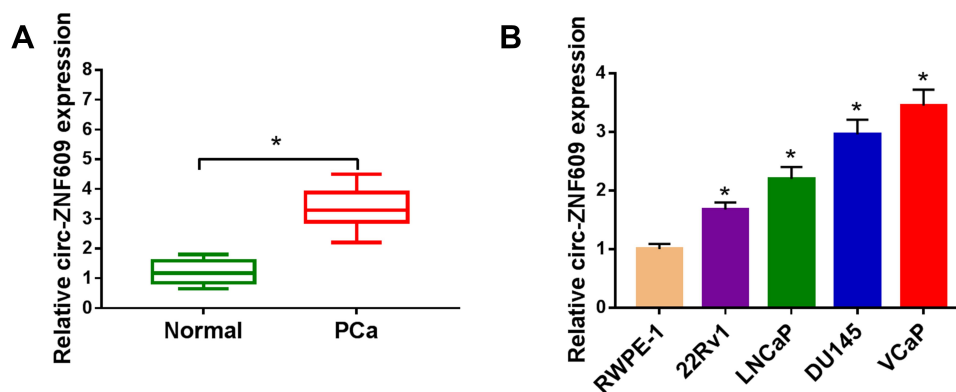 A
Relative circ-ZNF609 expression
8
7
6
5
4
3
2
1
0
*
Normal
PCa
B
Relative circ-ZNF609 expression
4
3
2
1
0
*
*
*
*
RWPE-1
22Rv1
LNCaP
DU145
VCaP